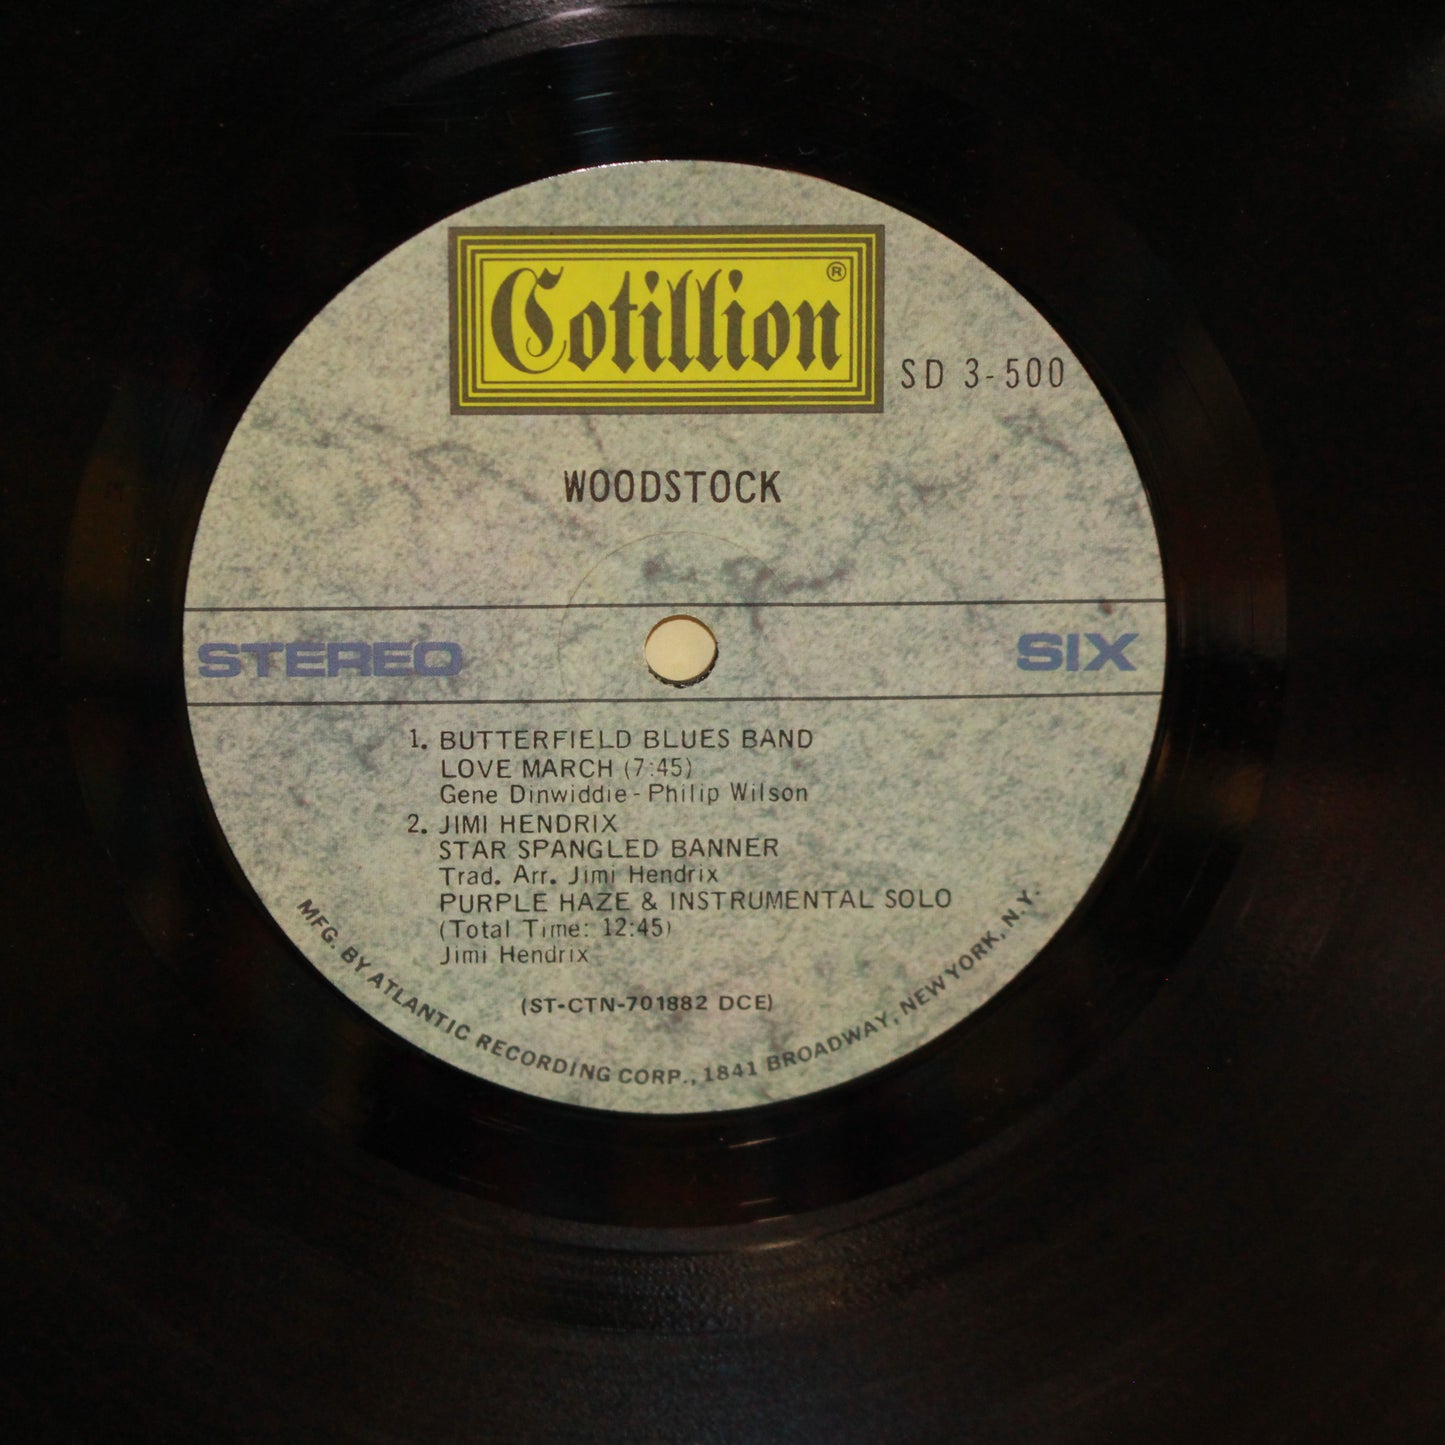 Cotillion ®
SD 3-500
WOODSTOCK
STEREO
SIX
1. BUTTERFIELD BLUES BAND
LOVE MARCH (7:45)
Gene Dinwiddie - Philip Wilson
2. JIMI HENDRIX
STAR SPANGLED BANNER
Trad. Arr. Jimi Hendrix
PURPLE HAZE & INSTRUMENTAL SOLO
(Total Time: 12:45)
Jimi Hendrix
(ST-CTN-701882 DCE)
MFG. BY ATLANTIC RECORDING CORP., 1841 BROADWAY, NEW YORK, N.Y.